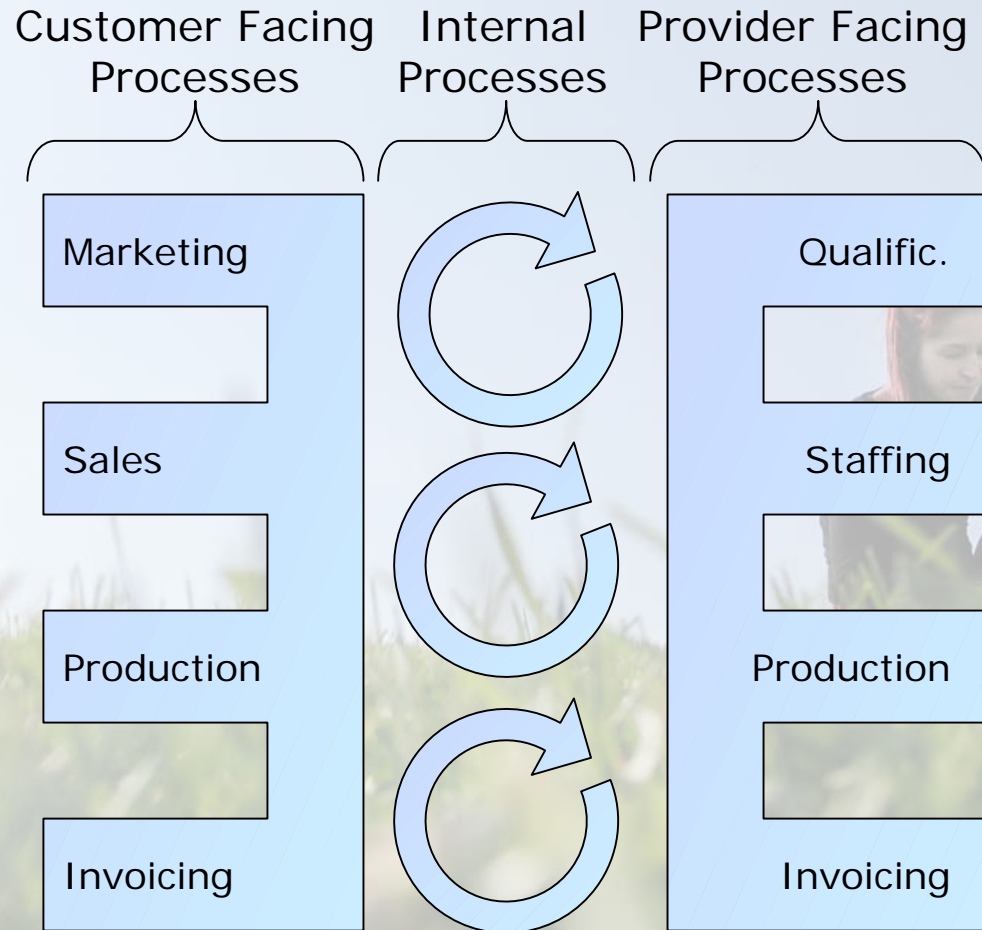 Customer Facing
Processes
Internal
Processes
Provider Facing
Processes
Marketing
Qualific.
Sales
Staffing
Production
Production
Invoicing
Invoicing